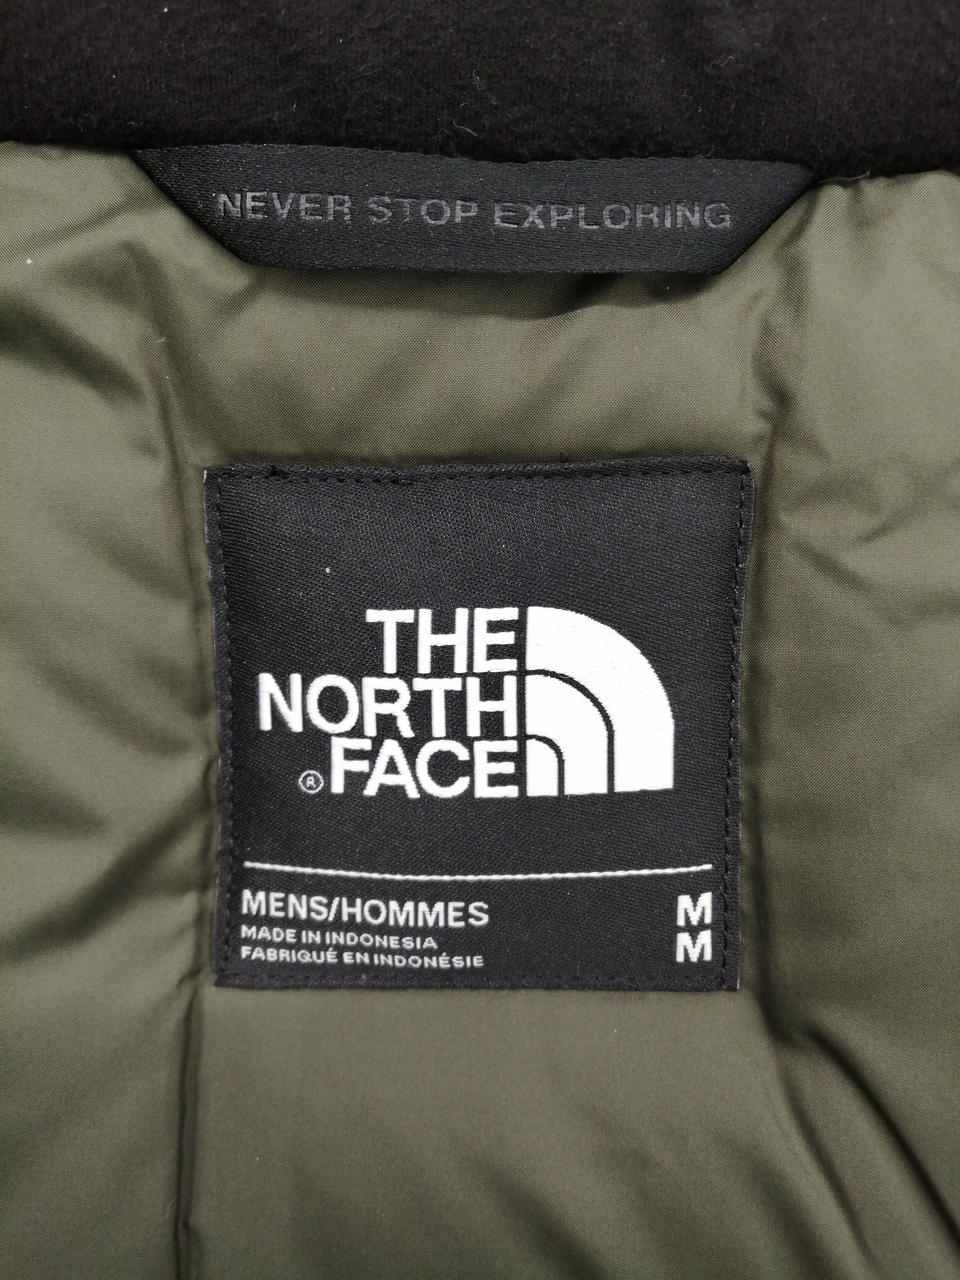 NEVER STOP EXPLORING
THE
NORTH
® FACE
MENS/HOMMES M
MADE IN INDONESIA
FABRIQUÉ EN INDONÉSIE M